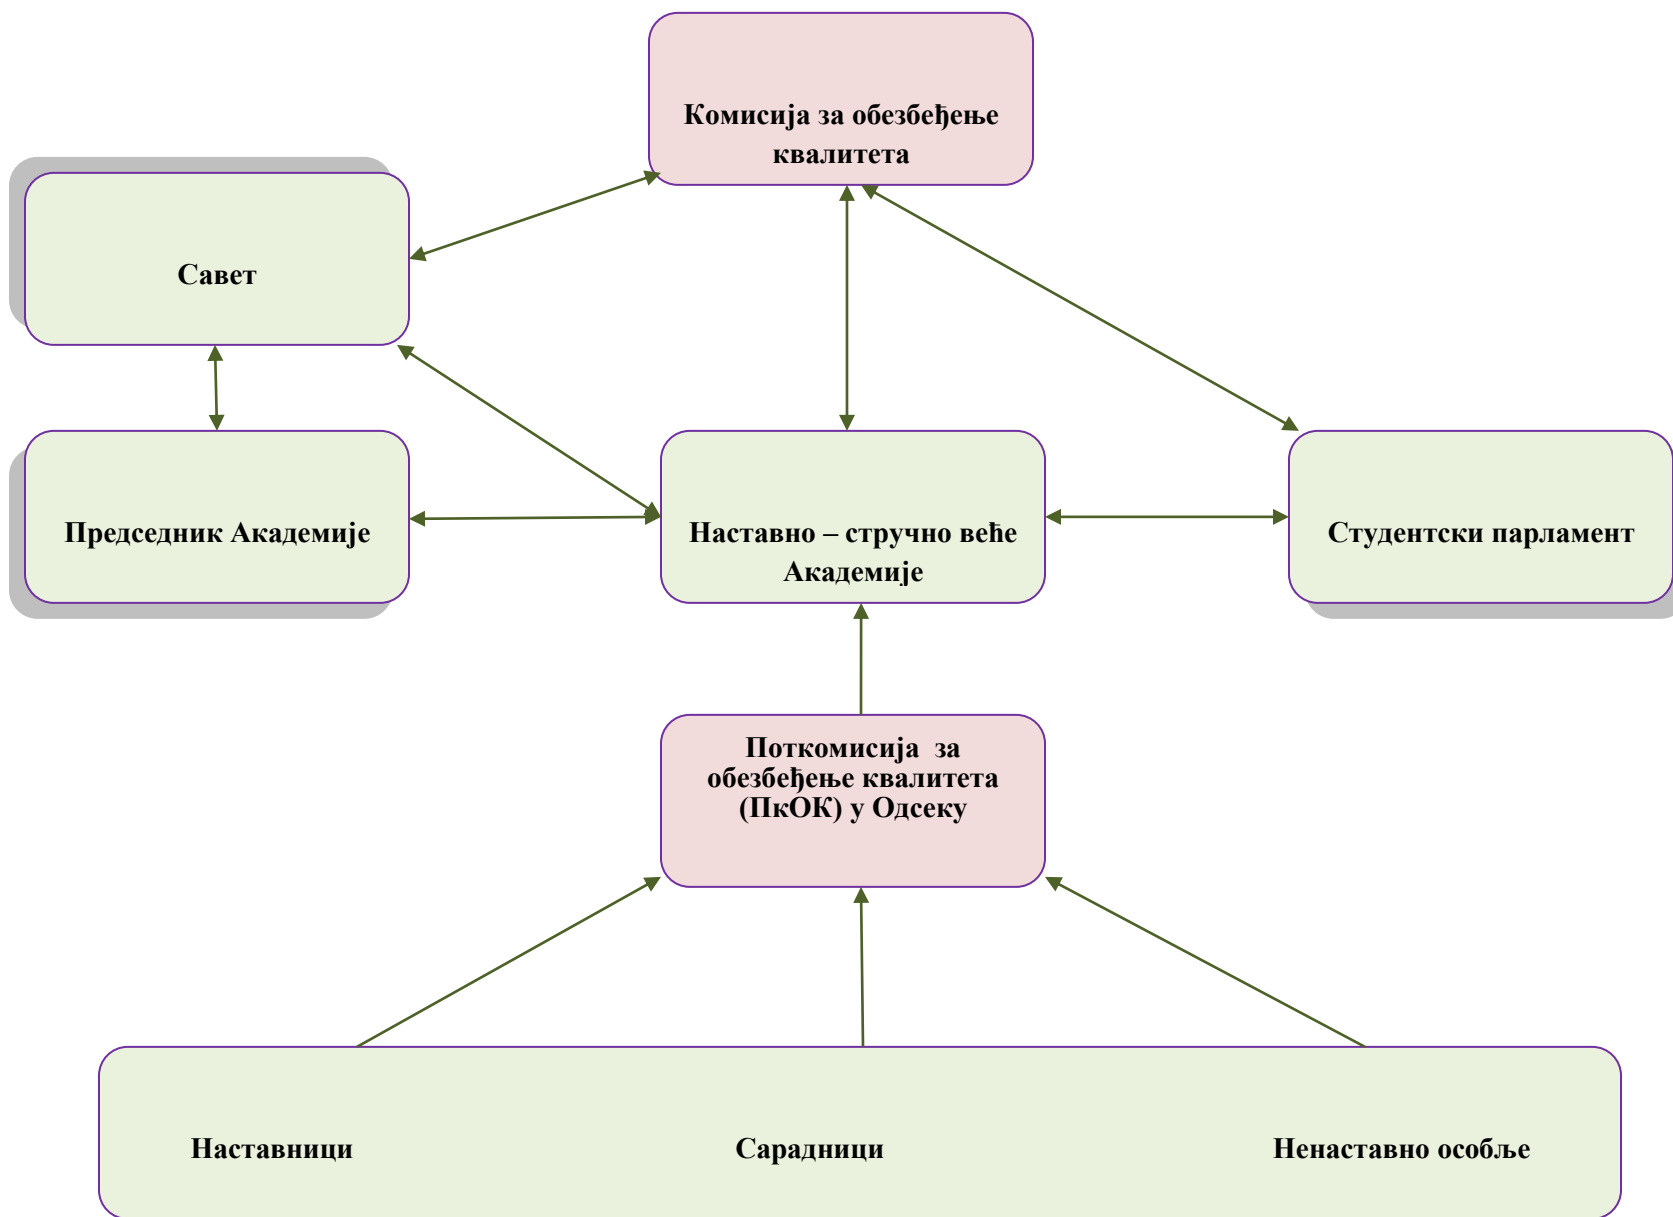 Комисија за обезбеђење
квалитета
Савет
Председник Академије
Наставно – стручно веће
Академије
Студентски парламент
Поткомисија за
обезбеђење квалитета
(ПкОК) у Одсеку
Наставници
Сарадници
Ненаставно особље